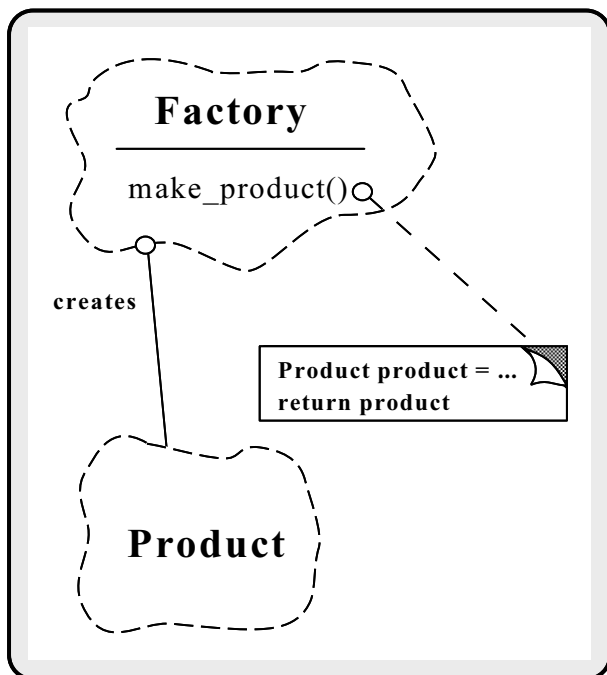 Factory
make_product()
creates
Product product = ...
return product
Product